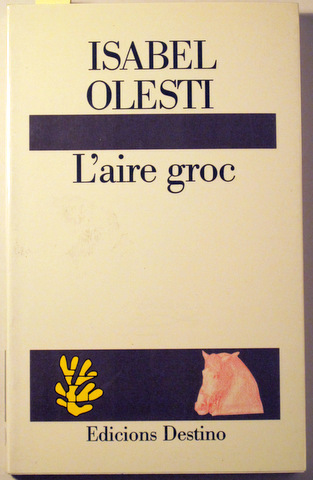 ISABEL
OLESTI
L'aire groc
Edicions Destino